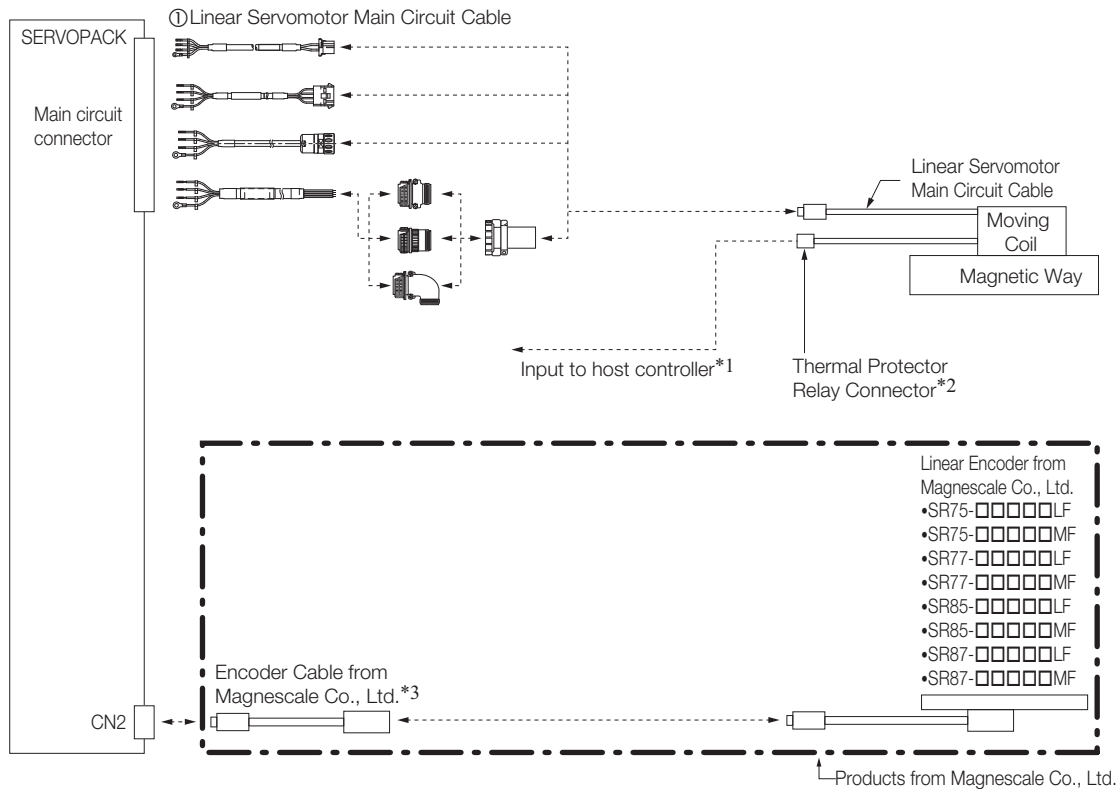 ①Linear Servomotor Main Circuit Cable
SERVOPACK
Main circuit
connector
Linear Servomotor
Main Circuit Cable
Moving
Coil
Magnetic Way
Input to host controller*1
Thermal Protector
Relay Connector*2
Linear Encoder from
Magnescale Co., Ltd.
•SR75-□□□□□LF
•SR75-□□□□□MF
•SR77-□□□□□LF
•SR77-□□□□□MF
•SR85-□□□□□LF
•SR85-□□□□□MF
•SR87-□□□□□LF
•SR87-□□□□□MF
Encoder Cable from
Magnescale Co., Ltd.*3
CN2
Products from Magnescale Co., Ltd.